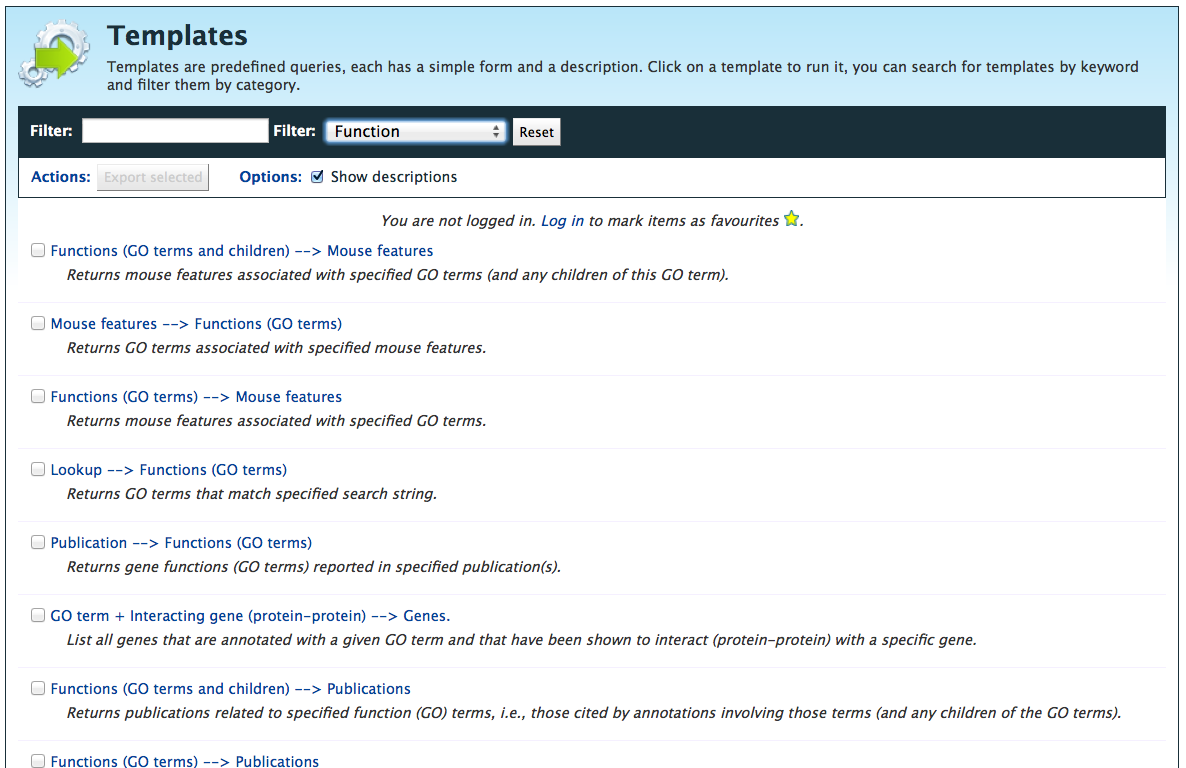 Templates
Templates are predefined queries, each has a simple form and a description. Click on a template to run it, you can search for templates by keyword
and filter them by category.
Filter: Filter: Function Reset
Actions: Export selected Options: Show descriptions
You are not logged in. Log in to mark items as favourites.
Functions (GO terms and children) --> Mouse features
Returns mouse features associated with specified GO terms (and any children of this GO term).
Mouse features --> Functions (GO terms)
Returns GO terms associated with specified mouse features.
Functions (GO terms) --> Mouse features
Returns mouse features associated with specified GO terms.
Lookup --> Functions (GO terms)
Returns GO terms that match specified search string.
Publication --> Functions (GO terms)
Returns gene functions (GO terms) reported in specified publication(s).
GO term + Interacting gene (protein-protein) --> Genes.
List all genes that are annotated with a given GO term and that have been shown to interact (protein-protein) with a specific gene.
Functions (GO terms and children) --> Publications
Returns publications related to specified function (GO) terms, i.e., those cited by annotations involving those terms (and any children of the GO terms).
Functions (GO terms) --> Publications